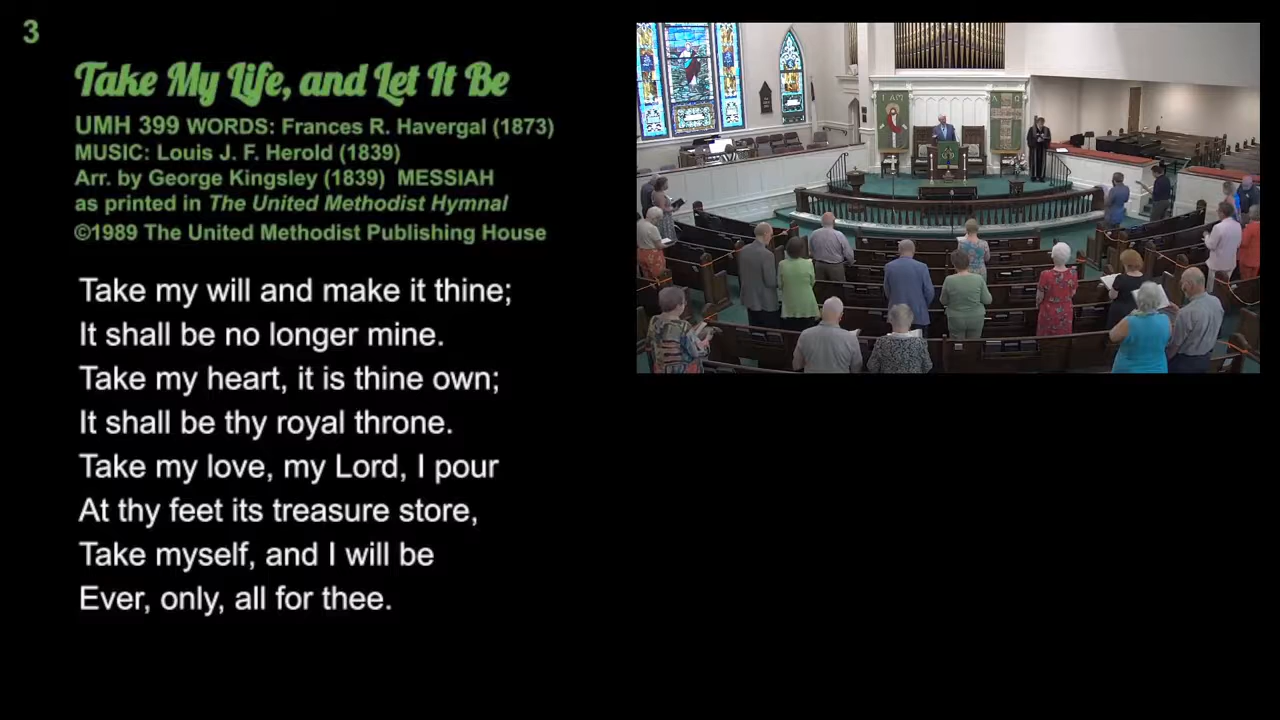 3
Take My Life, and Let It Be
UMH 399 WORDS: Frances R. Havergal (1873)
MUSIC: Louis J. F. Herold (1839)
Arr. by George Kingsley (1839) MESSIAH
as printed in The United Methodist Hymnal
©1989 The United Methodist Publishing House
Take my will and make it thine;
It shall be no longer mine.
Take my heart, it is thine own;
It shall be thy royal throne.
Take my love, my Lord, I pour
At thy feet its treasure store,
Take myself, and I will be
Ever, only, all for thee.
I AM
Α Ω